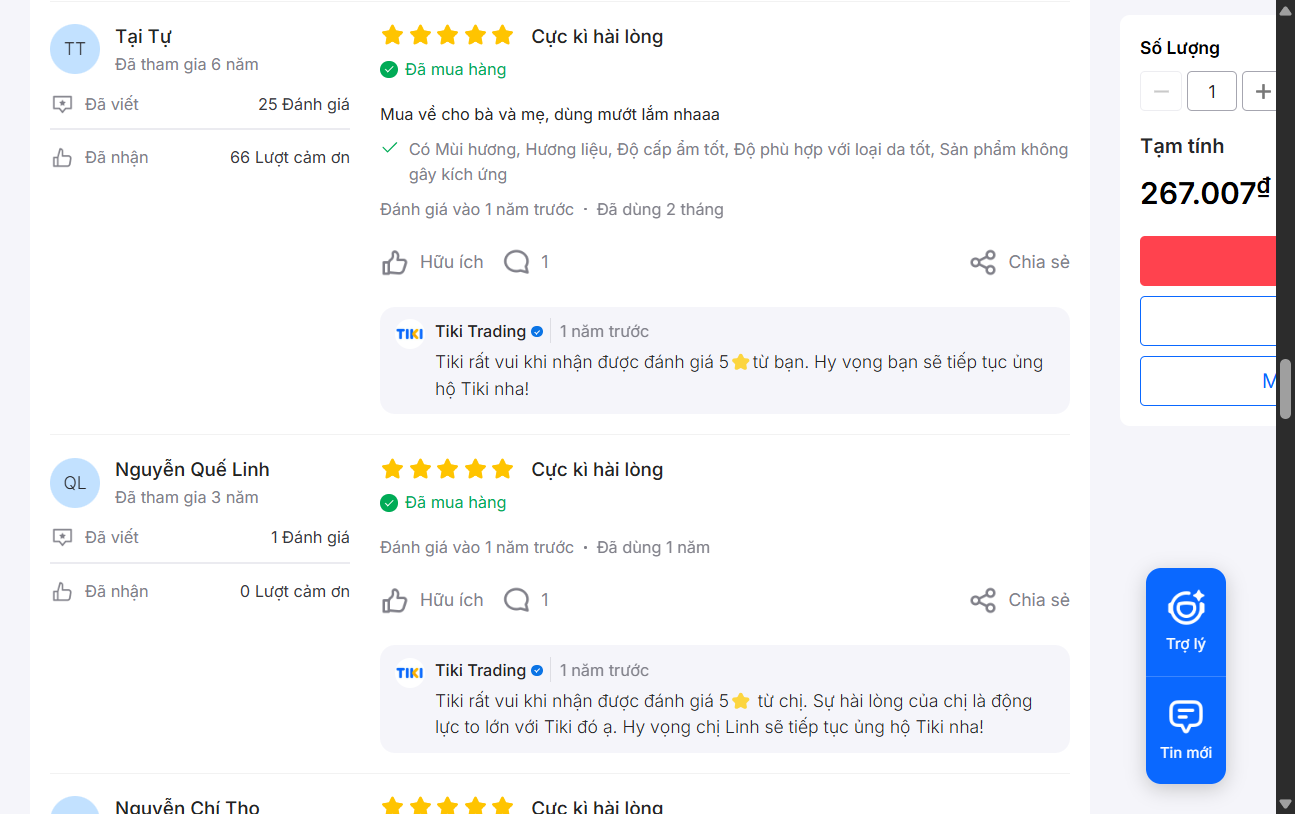 TT
Tại Tự
Đã tham gia 6 năm
Đã viết
25 Đánh giá
Đã nhận
66 Lượt cảm ơn
Cực kì hài lòng
Đã mua hàng
Mua về cho bà và mẹ, dùng mướt lắm nhaaa
Có Mùi hương, Hương liệu, Độ cấp ẩm tốt, Độ phù hợp với loại da tốt, Sản phẩm không
gây kích ứng
Đánh giá vào 1 năm trước · Đã dùng 2 tháng
Hữu ích
1
Chia sẻ
TIKI
Tiki Trading
1 năm trước
Tiki rất vui khi nhận được đánh giá 5⭐từ bạn. Hy vọng bạn sẽ tiếp tục ủng
hộ Tiki nha!
QL
Nguyễn Quế Linh
Đã tham gia 3 năm
Đã viết
1 Đánh giá
Đã nhận
0 Lượt cảm ơn
Cực kì hài lòng
Đã mua hàng
Đánh giá vào 1 năm trước · Đã dùng 1 năm
Hữu ích
1
Chia sẻ
TIKI
Tiki Trading
1 năm trước
Tiki rất vui khi nhận được đánh giá 5⭐ từ chị. Sự hài lòng của chị là động
lực to lớn với Tiki đó ạ. Hy vọng chị Linh sẽ tiếp tục ủng hộ Tiki nha!
Nguyễn Chí Thọ
Cực kì hài lòng
Số Lượng
1
Tạm tính
267.007₫
M
Trợ lý
Tin mới